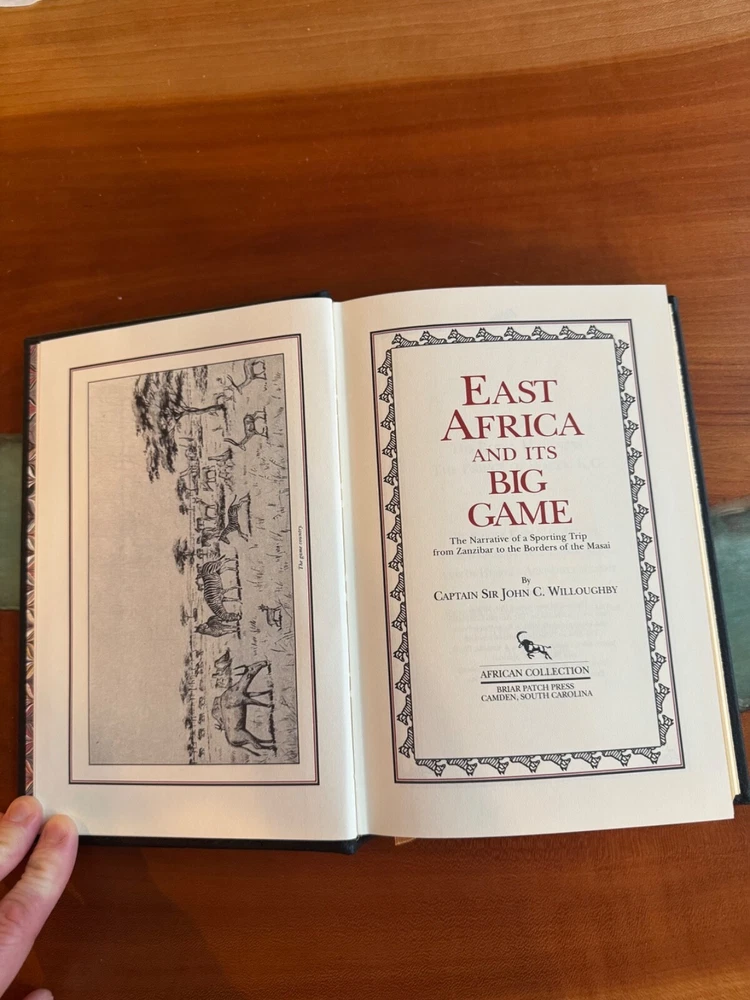 The game country.
EAST
AFRICA
AND ITS
BIG
GAME
The Narrative of a Sporting Trip
from Zanzibar to the Borders of the Masai
By
CAPTAIN SIR JOHN C. WILLOUGHBY
AFRICAN COLLECTION
BRIAR PATCH PRESS
CAMDEN, SOUTH CAROLINA